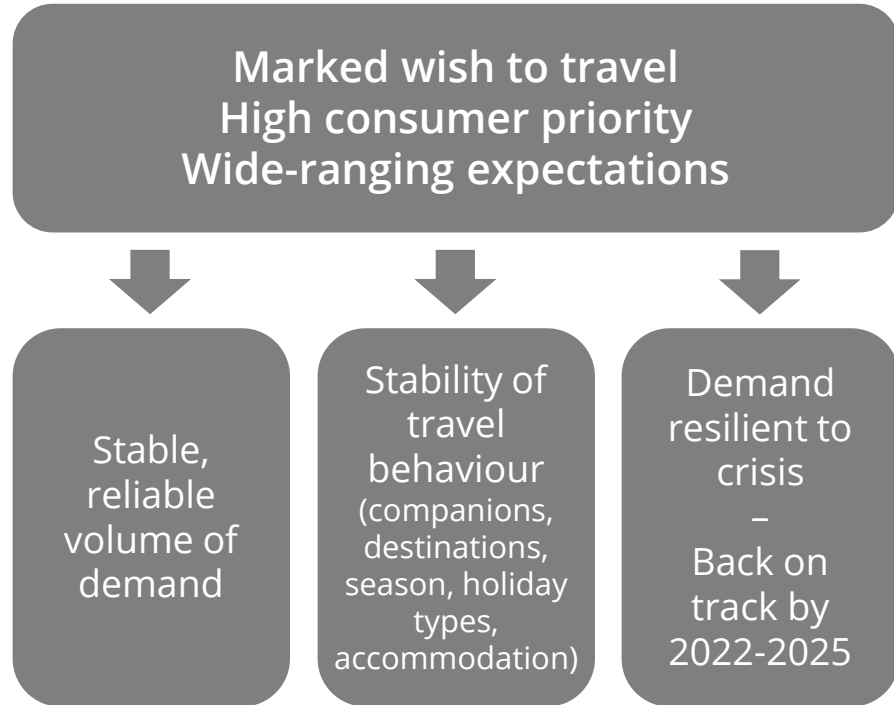 Marked wish to travel
High consumer priority
Wide-ranging expectations
Stable,
reliable
volume of
demand
Stability of
travel
behaviour
(companions,
destinations,
season, holiday
types,
accommodation)
Demand
resilient to
crisis
–
Back on
track by
2022-2025